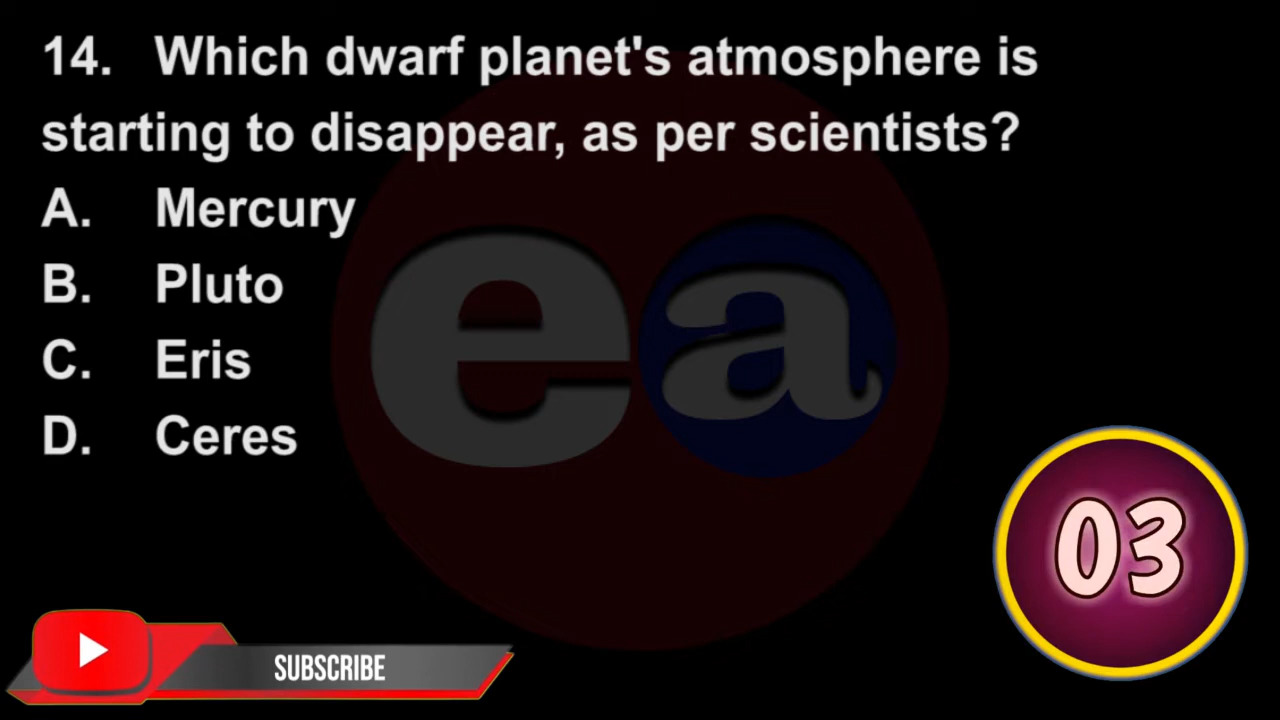 14. Which dwarf planet's atmosphere is
starting to disappear, as per scientists?
A. Mercury
B. Pluto
C. Eris
D. Ceres
ea
03
SUBSCRIBE